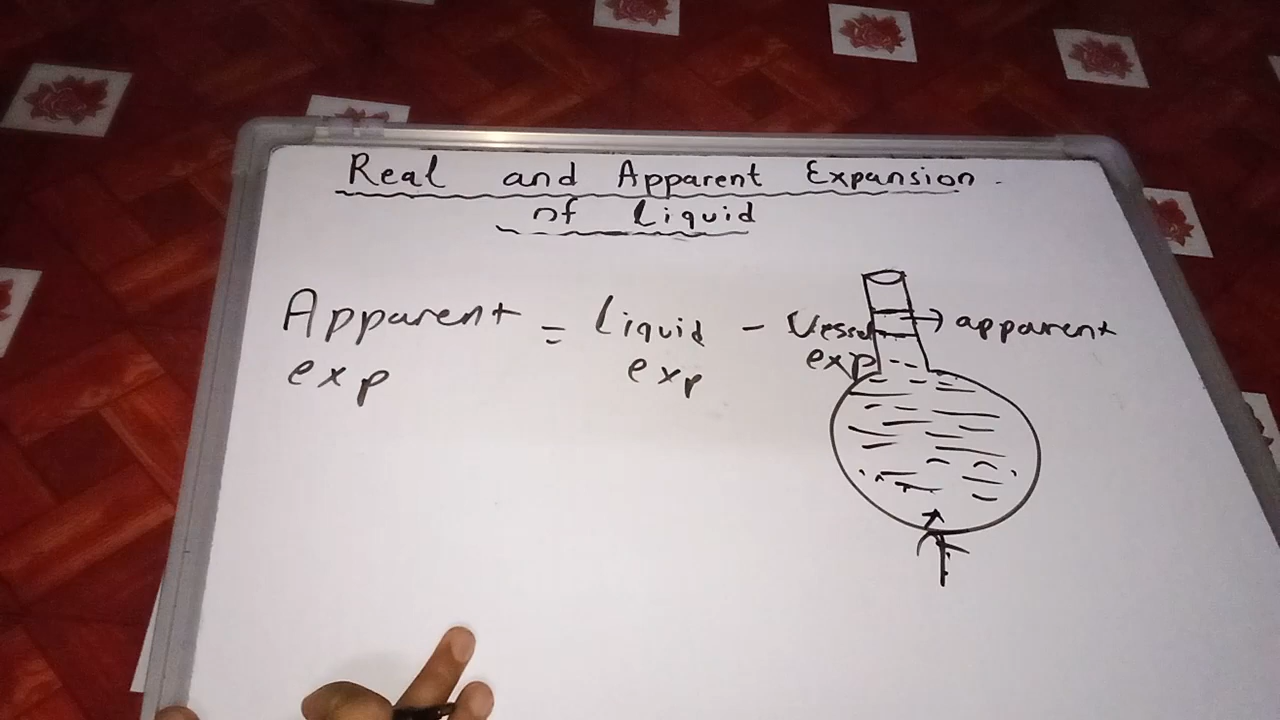 Real and Apparent Expansion
of Liquid
Apparent = Liquid - Vessel
exp exp exp
apparent